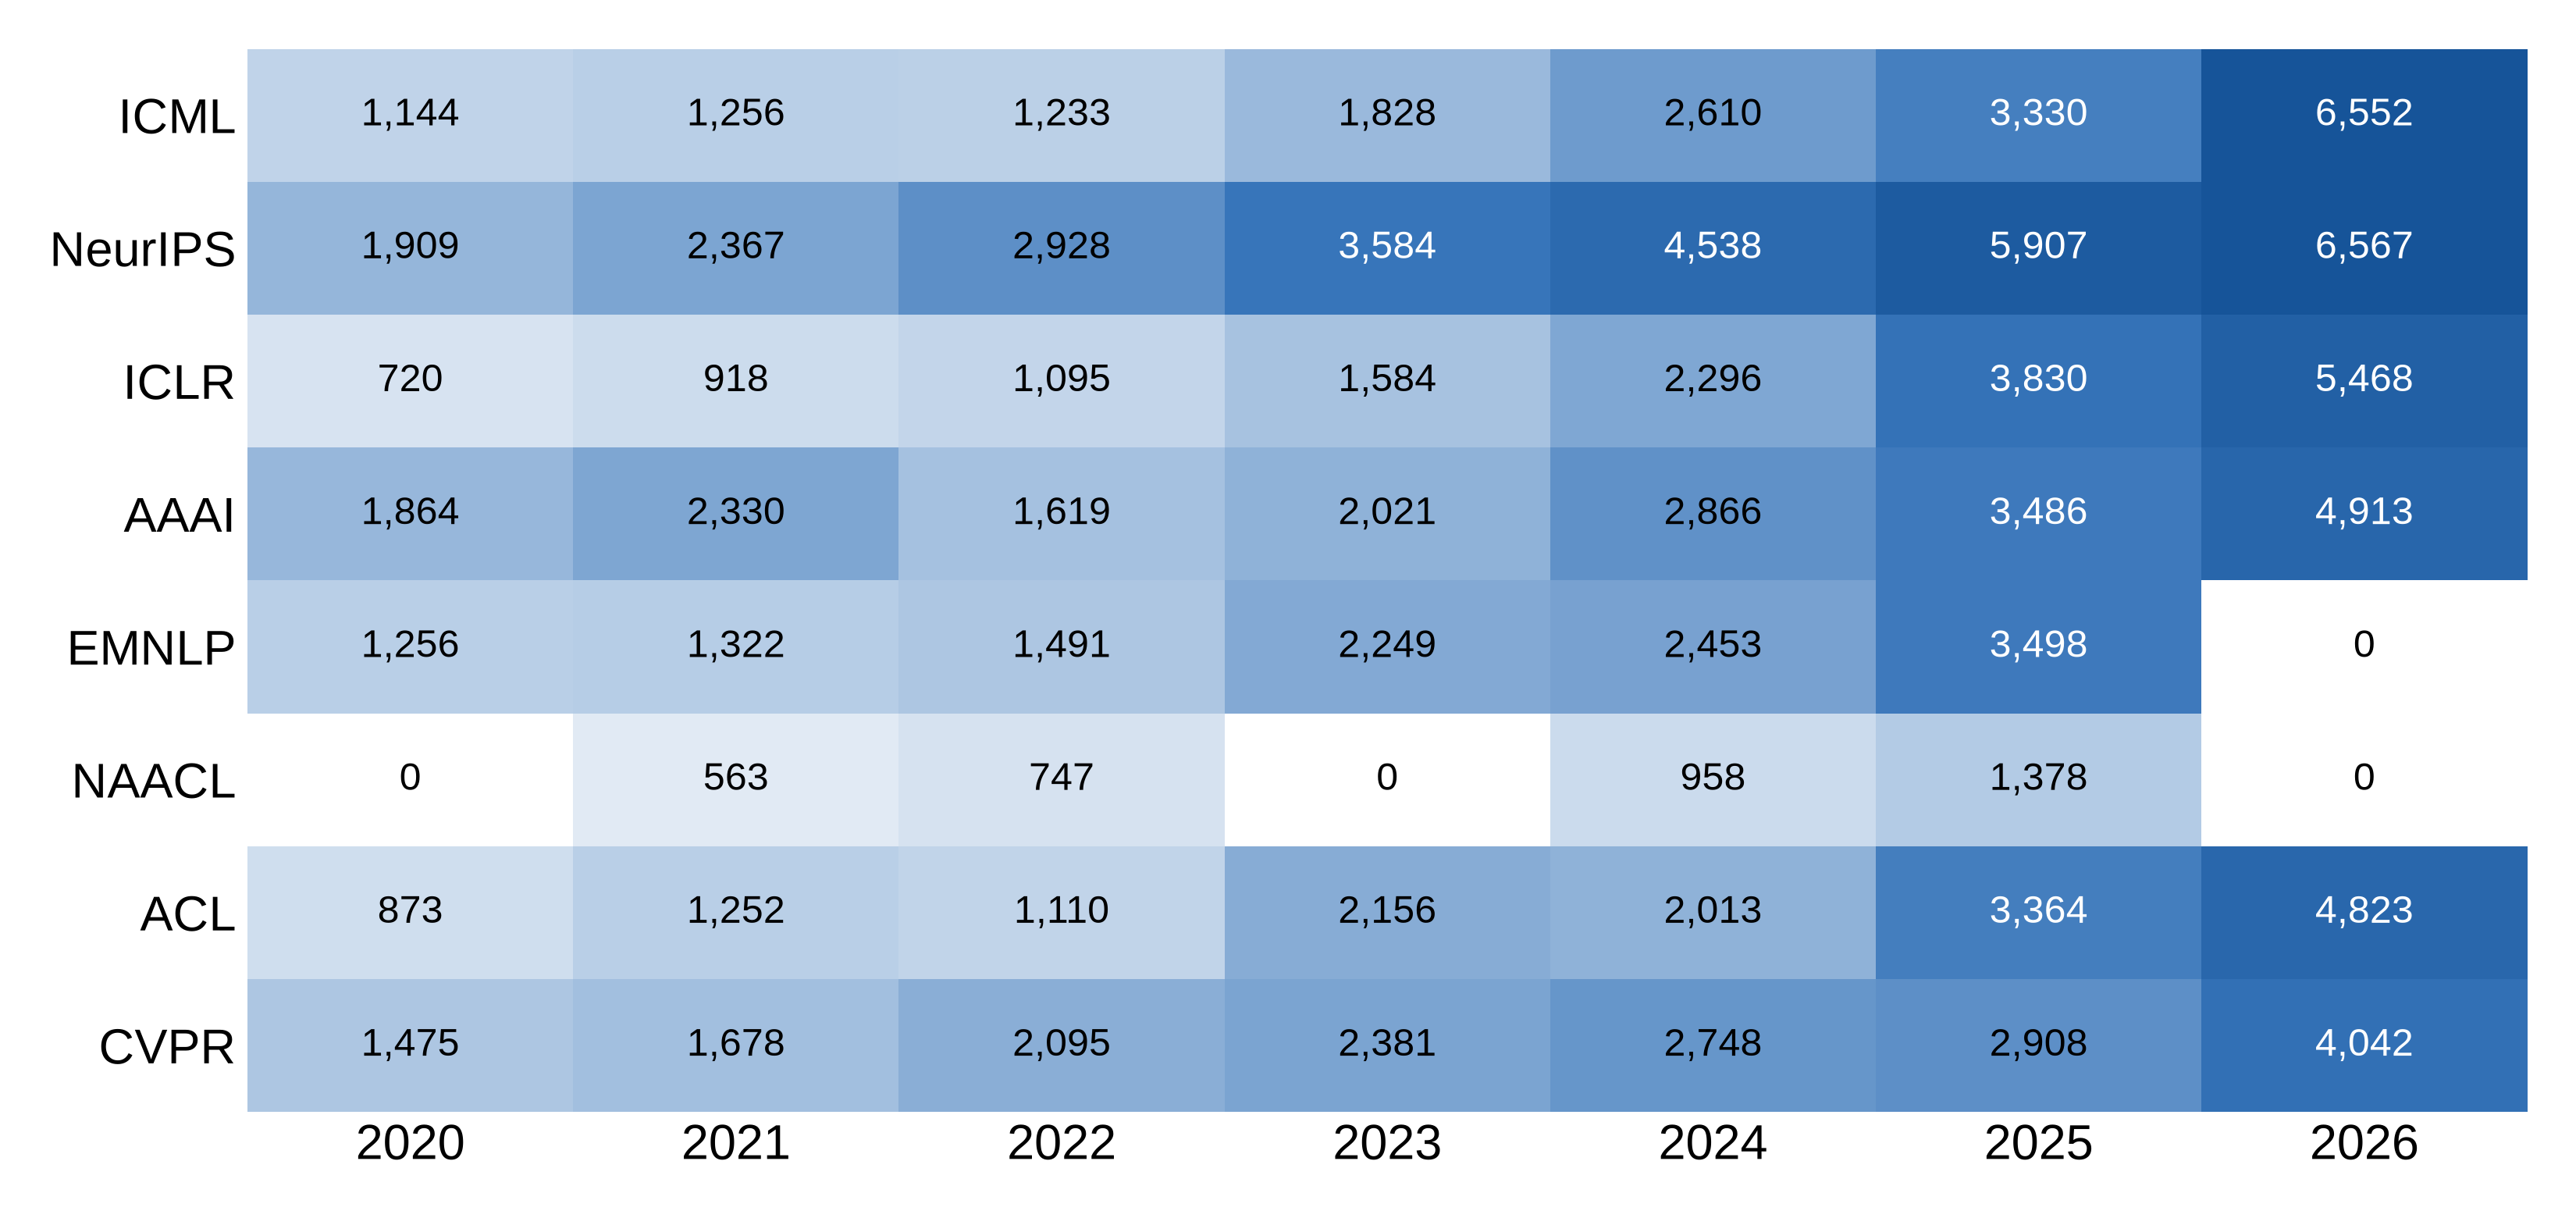 ICML 1,144 1,256 1,233 1,828 2,610 3,330 6,552
NeurIPS 1,909 2,367 2,928 3,584 4,538 5,907 6,567
ICLR 720 918 1,095 1,584 2,296 3,830 5,468
AAAI 1,864 2,330 1,619 2,021 2,866 3,486 4,913
EMNLP 1,256 1,322 1,491 2,249 2,453 3,498 0
NAACL 0 563 747 0 958 1,378 0
ACL 873 1,252 1,110 2,156 2,013 3,364 4,823
CVPR 1,475 1,678 2,095 2,381 2,748 2,908 4,042
2020 2021 2022 2023 2024 2025 2026